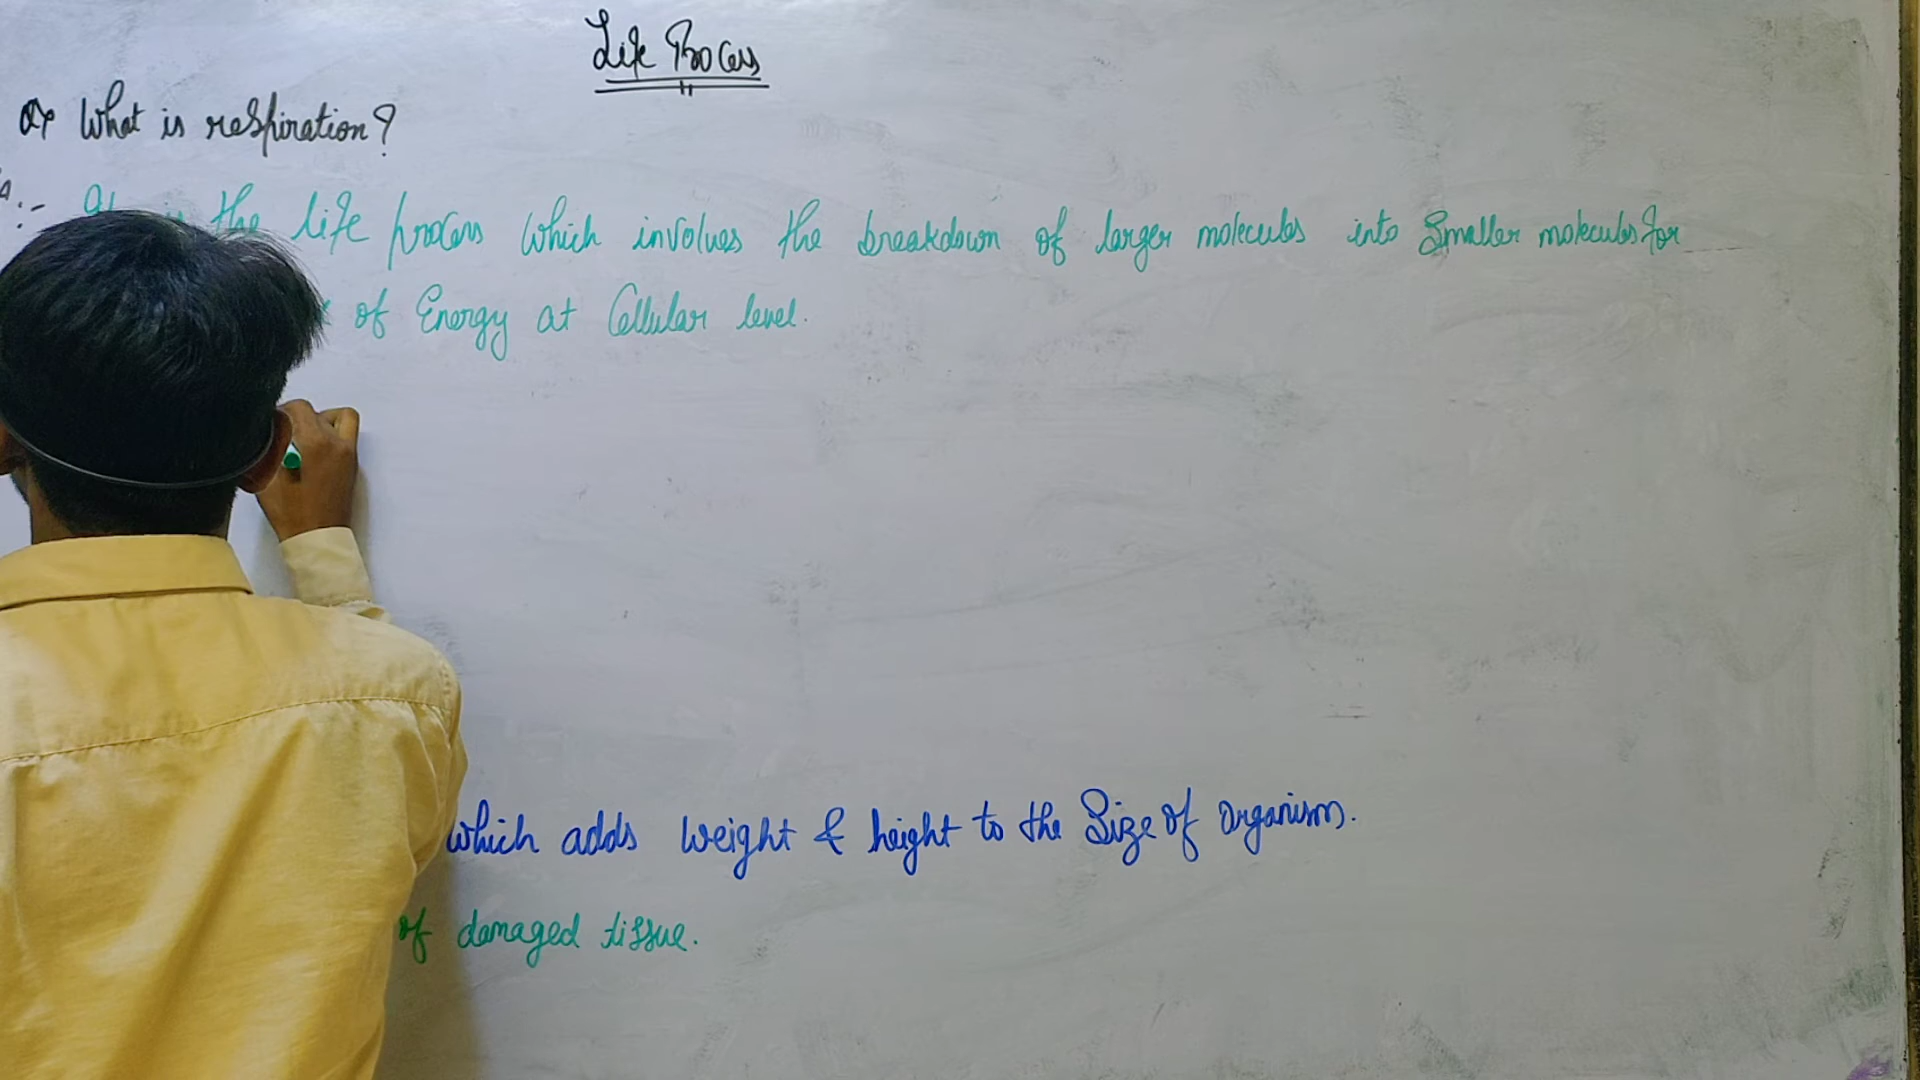 Life Process
Q What is respiration?
the life process which involves the breakdown of larger molecules into Smaller molecules for
of Energy at Cellular level.
which adds weight & height to the Size of organism.
of damaged tissue.